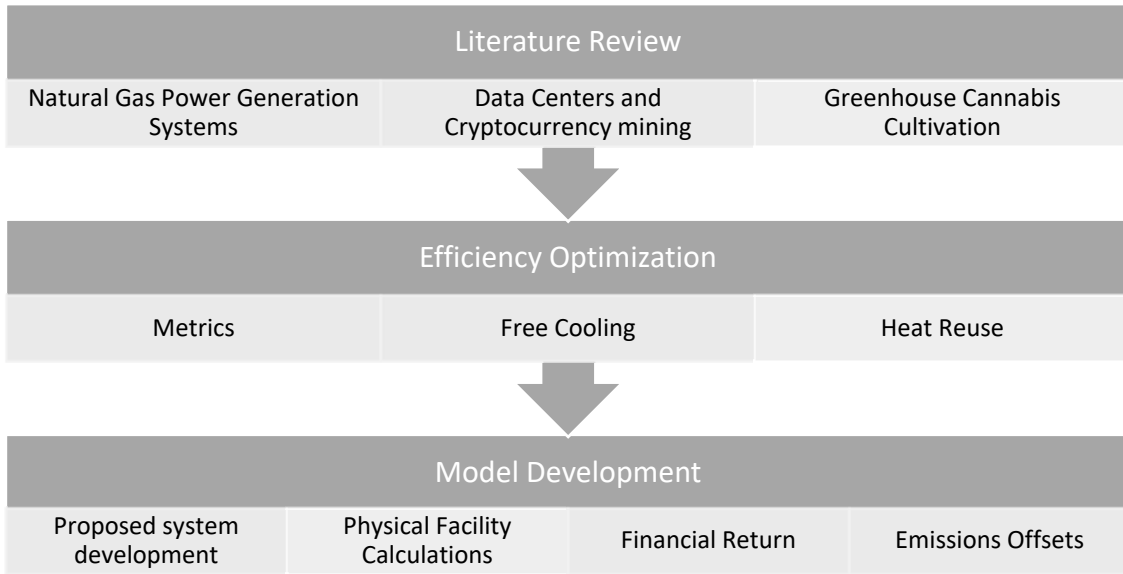 Literature Review
Natural Gas Power Generation
Systems
Data Centers and
Cryptocurrency mining
Greenhouse Cannabis
Cultivation
Efficiency Optimization
Metrics
Free Cooling
Heat Reuse
Model Development
Proposed system
development
Physical Facility
Calculations
Financial Return
Emissions Offsets